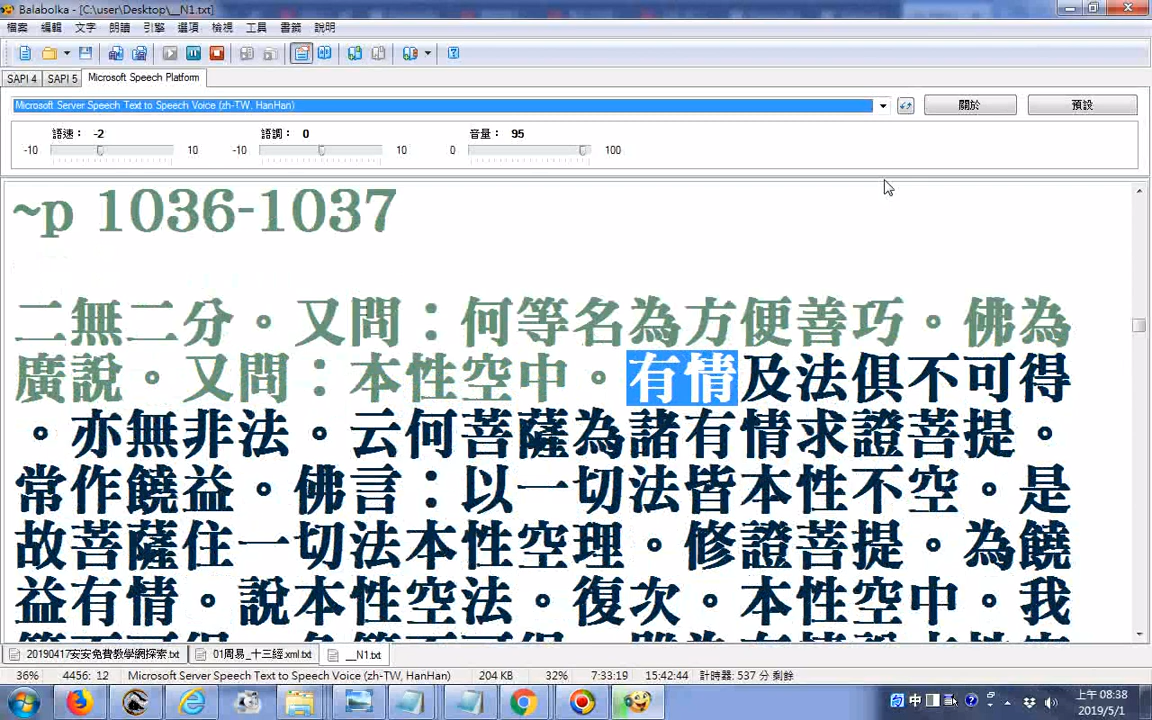 Balabolka - [C:\user\Desktop\__N1.txt]
檔案 編輯 文字 朗讀 引擎 選項 檢視 工具 書籤 說明
SAPI 4 SAPI 5 Microsoft Speech Platform
Microsoft Server Speech Text to Speech Voice (zh-TW, HanHan) 關於 預設
語速： -2 語調： 0 音量： 95
-10 10 -10 10 0 100
~p 1036-1037
二無二分。又問：何等名為方便善巧。佛為
廣說。又問：本性空中。有情及法俱不可得
。亦無非法。云何菩薩為諸有情求證菩提。
常作饒益。佛言：以一切法皆本性不空。是
故菩薩住一切法本性空理。修證菩提。為饒
益有情。說本性空法。復次。本性空中。我
20190417安安免費教學網探索.txt 01周易_十三經.xml.txt __N1.txt
36% 4456: 12 Microsoft Server Speech Text to Speech Voice (zh-TW, HanHan) 204 KB 32% 7:33:19 15:42:44 計時器: 537 分 剩餘
中 上午 08:38
2019/5/1